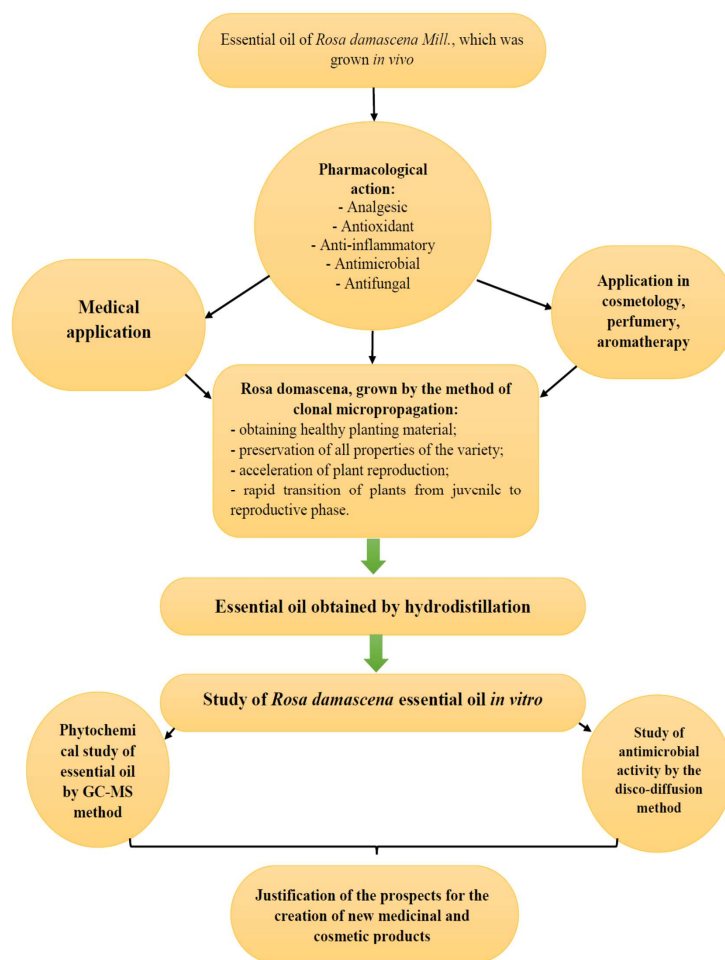 Essential oil of Rosa damascena Mill., which was
grown in vivo
Pharmacological
action:
- Analgesic
- Antioxidant
- Anti-inflammatory
- Antimicrobial
- Antifungal
Medical
application
Application in
cosmetology,
perfumery,
aromatherapy
Rosa domascena, grown by the method of
clonal micropropagation:
- obtaining healthy planting material;
- preservation of all properties of the variety;
- acceleration of plant reproduction;
- rapid transition of plants from juvenile to
reproductive phase.
Essential oil obtained by hydrodistillation
Study of Rosa damascena essential oil in vitro
Phytochemi
cal study of
essential oil
by GC-MS
method
Study of
antimicrobial
activity by the
disco-diffusion
method
Justification of the prospects for the
creation of new medicinal and
cosmetic products